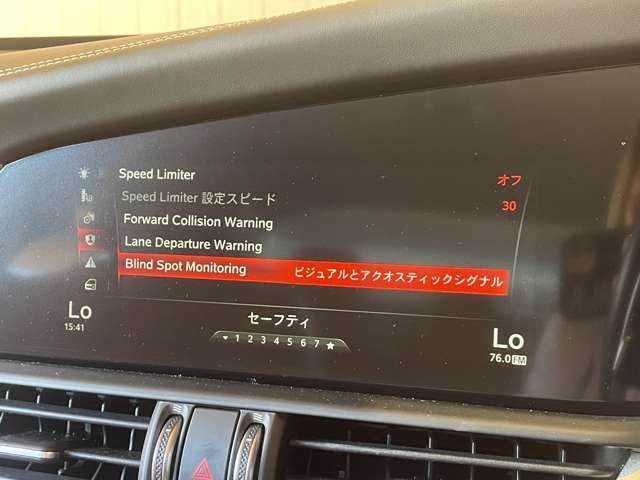 Speed Limiter オフ
Speed Limiter 設定スピード 30
Forward Collision Warning
Lane Departure Warning
Blind Spot Monitoring ビジュアルとアクオスティックシグナル
Lo
15:41
セーフティ
1 2 3 4 5 6 7 ★
Lo
76.0 FM